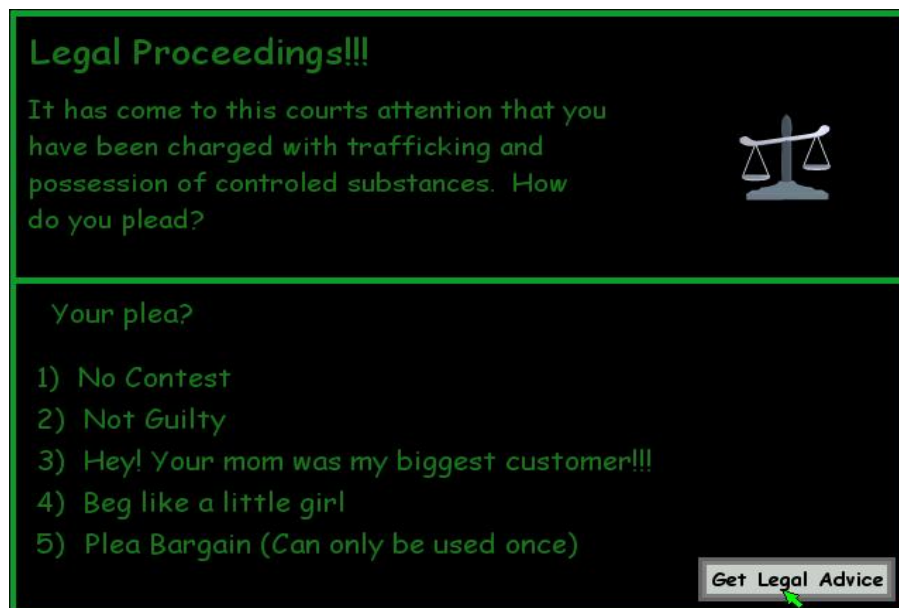 Legal Proceedings!!!
It has come to this courts attention that you
have been charged with trafficking and
possession of controled substances.  How
do you plead?
Your plea?
1)  No Contest
2)  Not Guilty
3)  Hey! Your mom was my biggest customer!!!
4)  Beg like a little girl
5)  Plea Bargain (Can only be used once)
Get Legal Advice